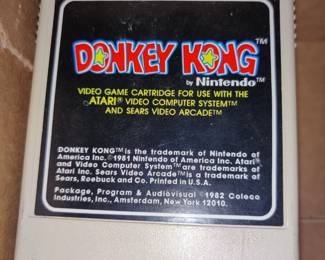 DONKEY KONG™
by Nintendo™
VIDEO GAME CARTRIDGE FOR USE WITH THE
ATARI® VIDEO COMPUTER SYSTEM™
AND SEARS VIDEO ARCADE™
DONKEY KONG™ is the trademark of Nintendo of
America Inc. ©1981 Nintendo of America Inc. Atari®
and Video Computer System™ are trademarks of
Atari Inc. Sears Video Arcade™ is a trademark of
Sears, Roebuck and Co. Printed in U.S.A.
Package, Program & Audiovisual ©1982 Coleco
Industries, Inc., Amsterdam, New York 12010.